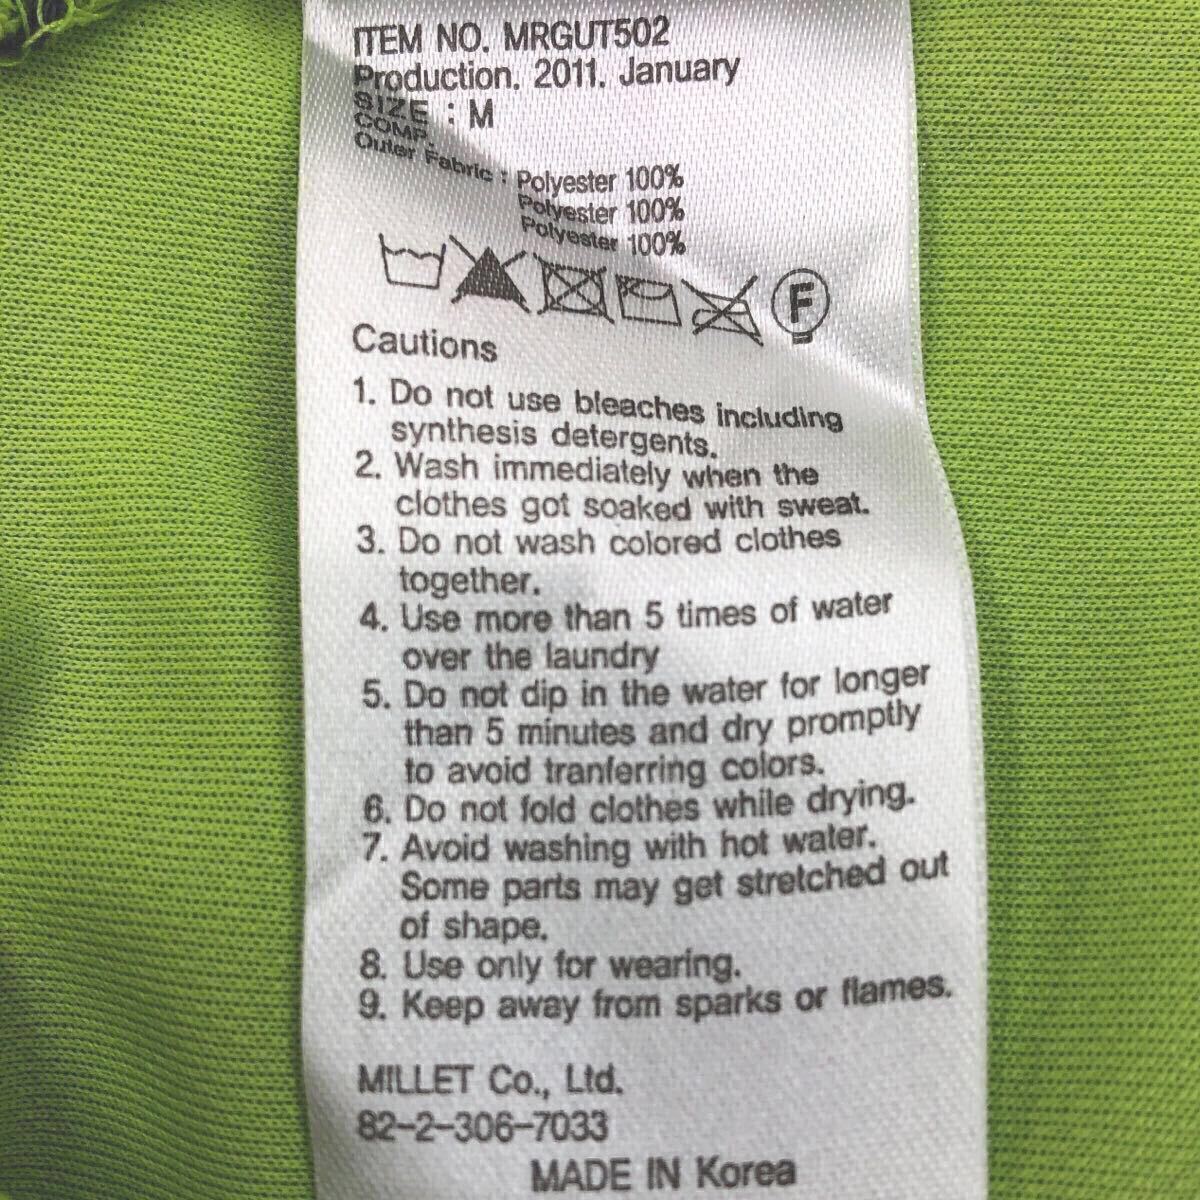 ITEM NO. MRGUT502
Production. 2011. January
SIZE : M
COMP.
Outer Fabric : Polyester 100%
Polyester 100%
Polyester 100%
F
Cautions
1. Do not use bleaches including
synthesis detergents.
2. Wash immediately when the
clothes got soaked with sweat.
3. Do not wash colored clothes
together.
4. Use more than 5 times of water
over the laundry
5. Do not dip in the water for longer
than 5 minutes and dry promptly
to avoid tranferring colors.
6. Do not fold clothes while drying.
7. Avoid washing with hot water.
Some parts may get stretched out
of shape.
8. Use only for wearing.
9. Keep away from sparks or flames.
MILLET Co., Ltd.
82-2-306-7033
MADE IN Korea